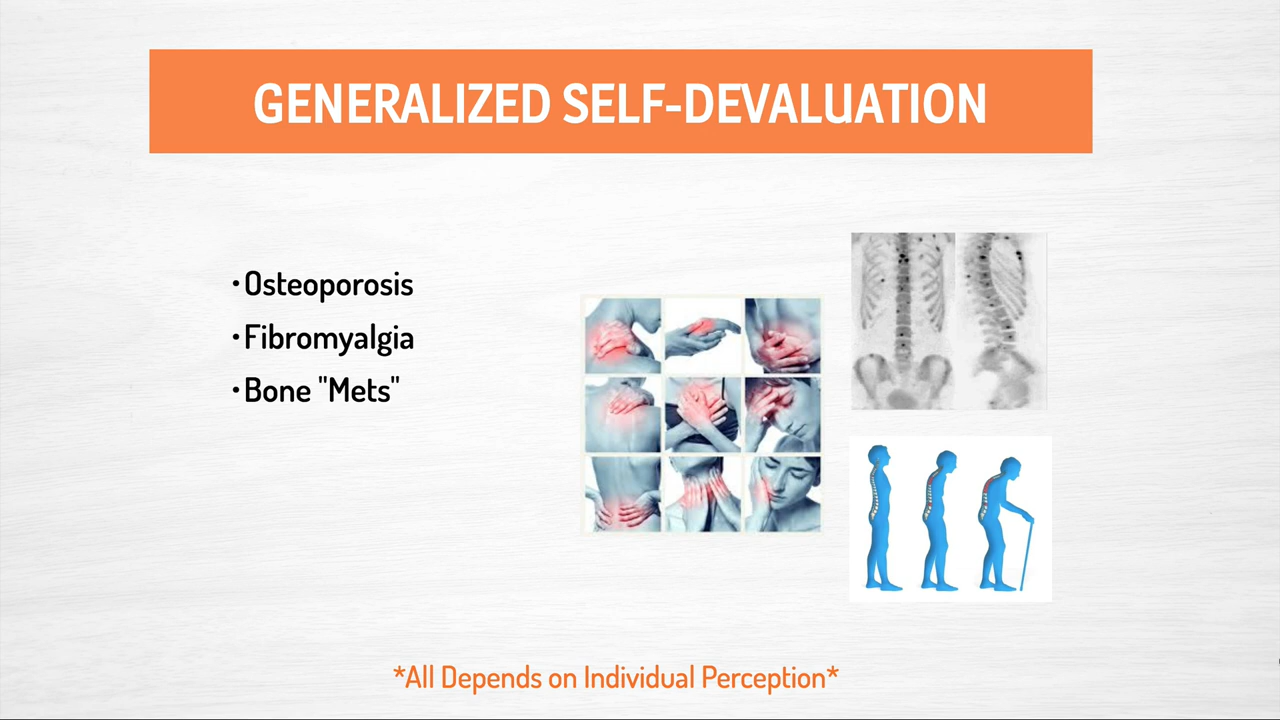 GENERALIZED SELF-DEVALUATION
•Osteoporosis
•Fibromyalgia
•Bone "Mets"
*All Depends on Individual Perception*